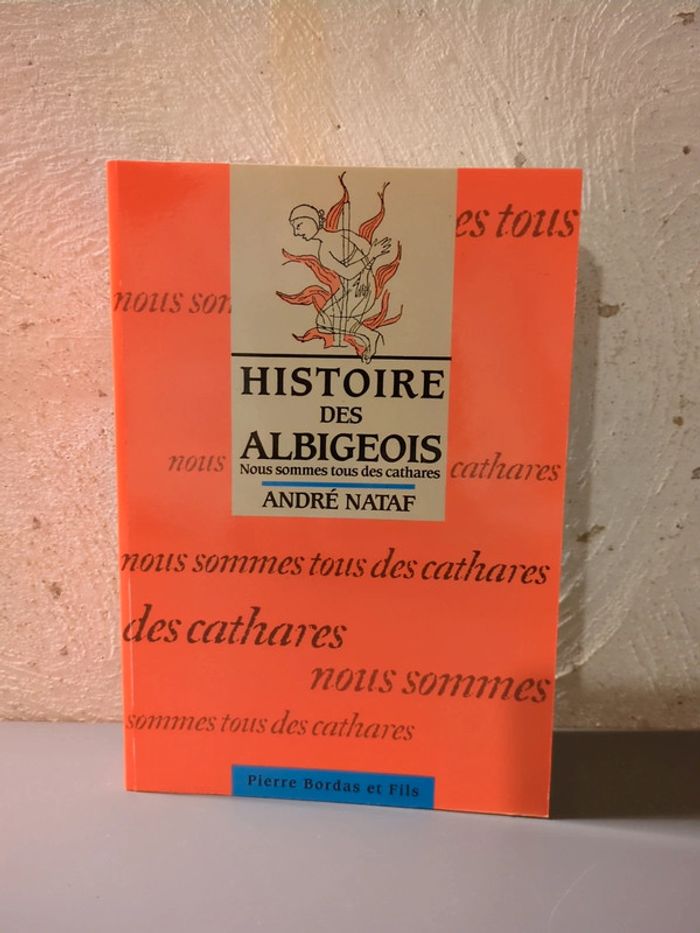 es tous
nous son
HISTOIRE
DES
ALBIGEOIS
Nous sommes tous des cathares
nous
cathares
ANDRÉ NATAF
nous sommes tous des cathares
des cathares
nous sommes
sommes tous des cathares
Pierre Bordas et Fils